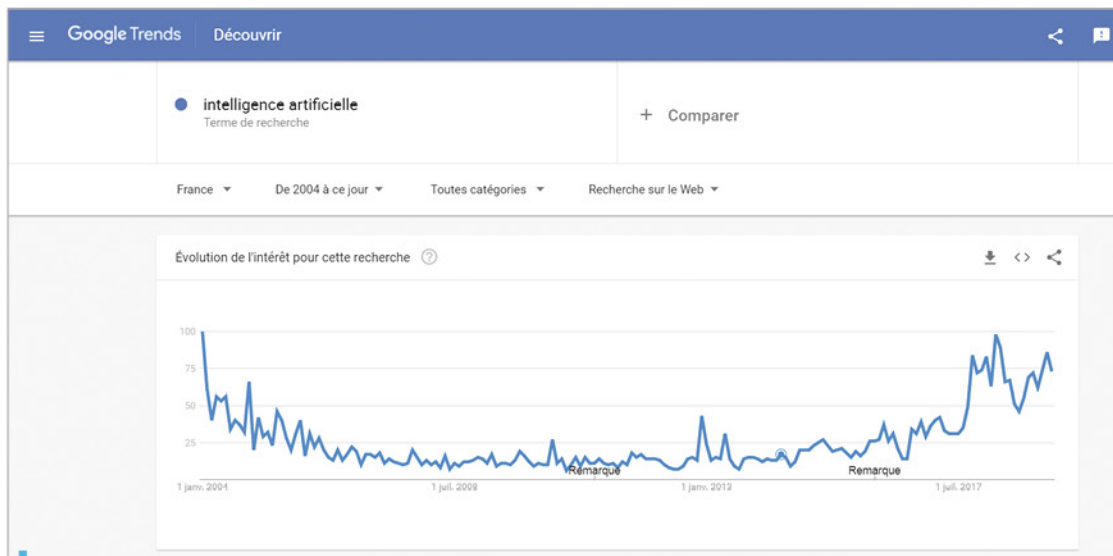 Google Trends Découvrir
intelligence artificielle
Terme de recherche
+ Comparer
France De 2004 à ce jour Toutes catégories Recherche sur le Web
Évolution de l'intérêt pour cette recherche
100
75
50
25
Remarque Remarque
1 janv. 2004 1 juil. 2008 1 janv. 2013 1 juil. 2017